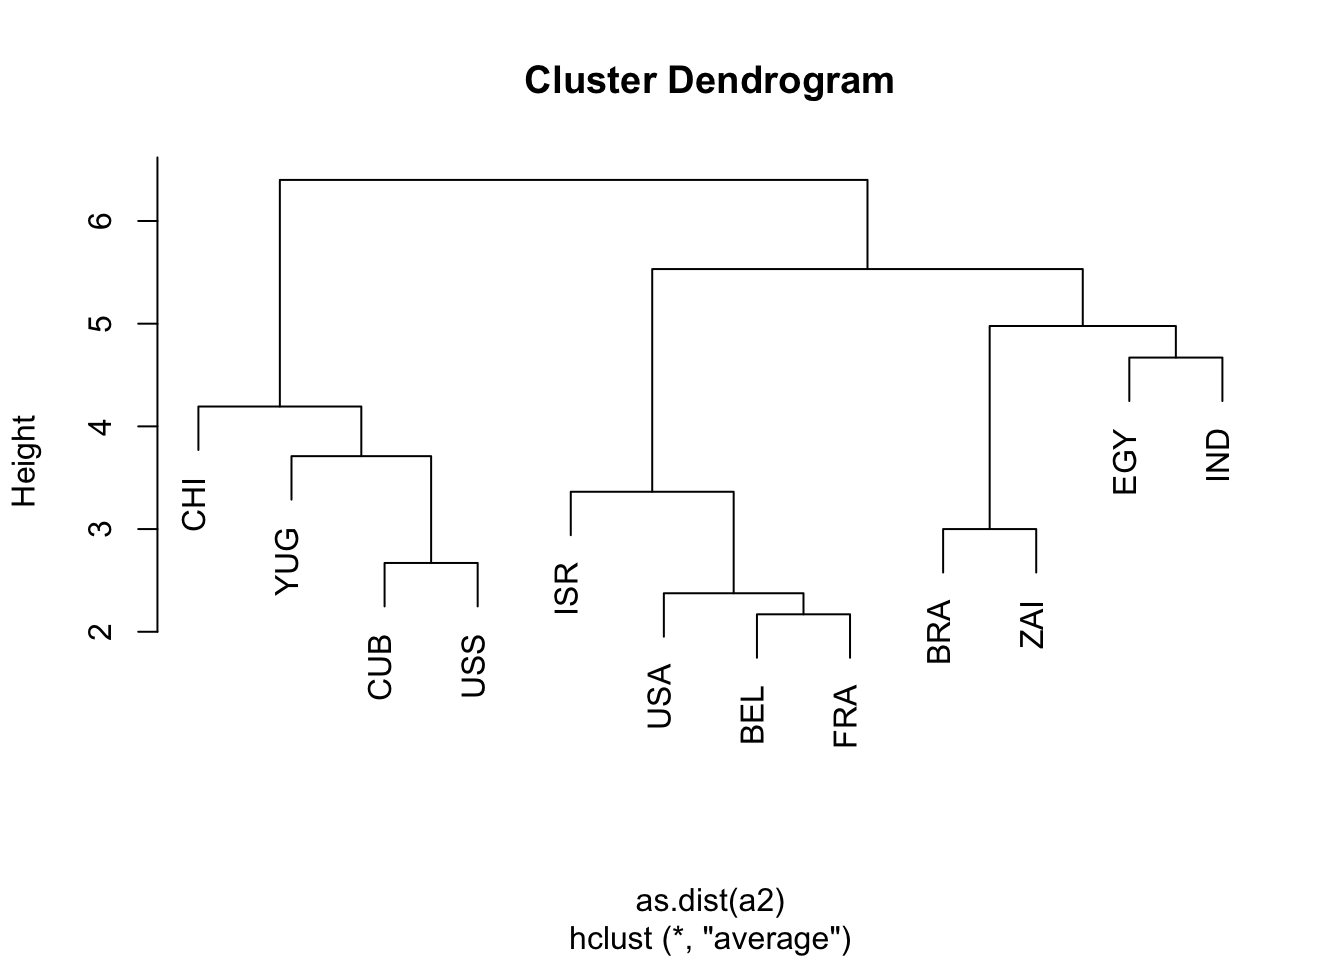 Cluster Dendrogram
Height
6
5
4
3
2
CHI
YUG
CUB
USS
ISR
USA
BEL
FRA
BRA
ZAI
EGY
IND
as.dist(a2)
hclust (*, "average")